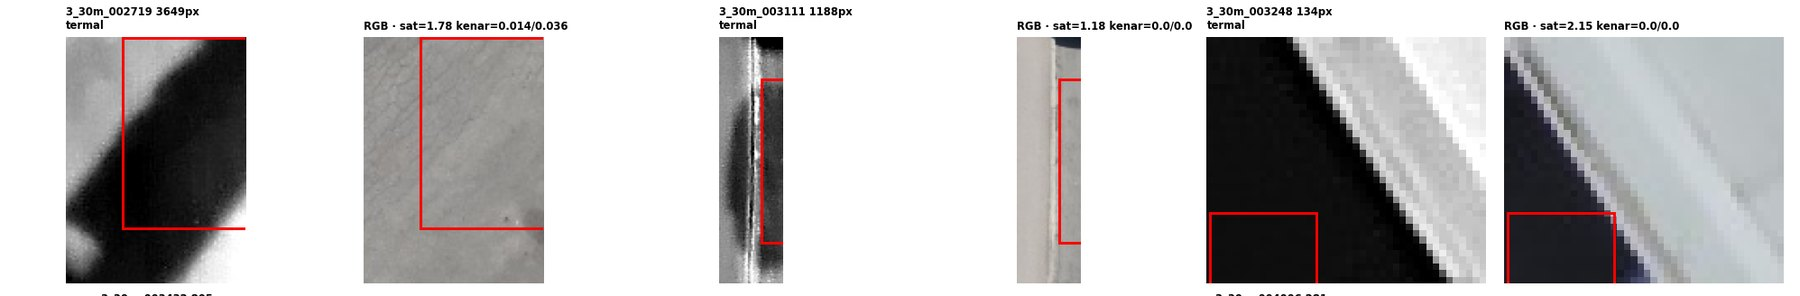 3_30m_002719 3649px
termal
RGB · sat=1.78 kenar=0.014/0.036
3_30m_003111 1188px
termal
RGB · sat=1.18 kenar=0.0/0.0
3_30m_003248 134px
termal
RGB · sat=2.15 kenar=0.0/0.0